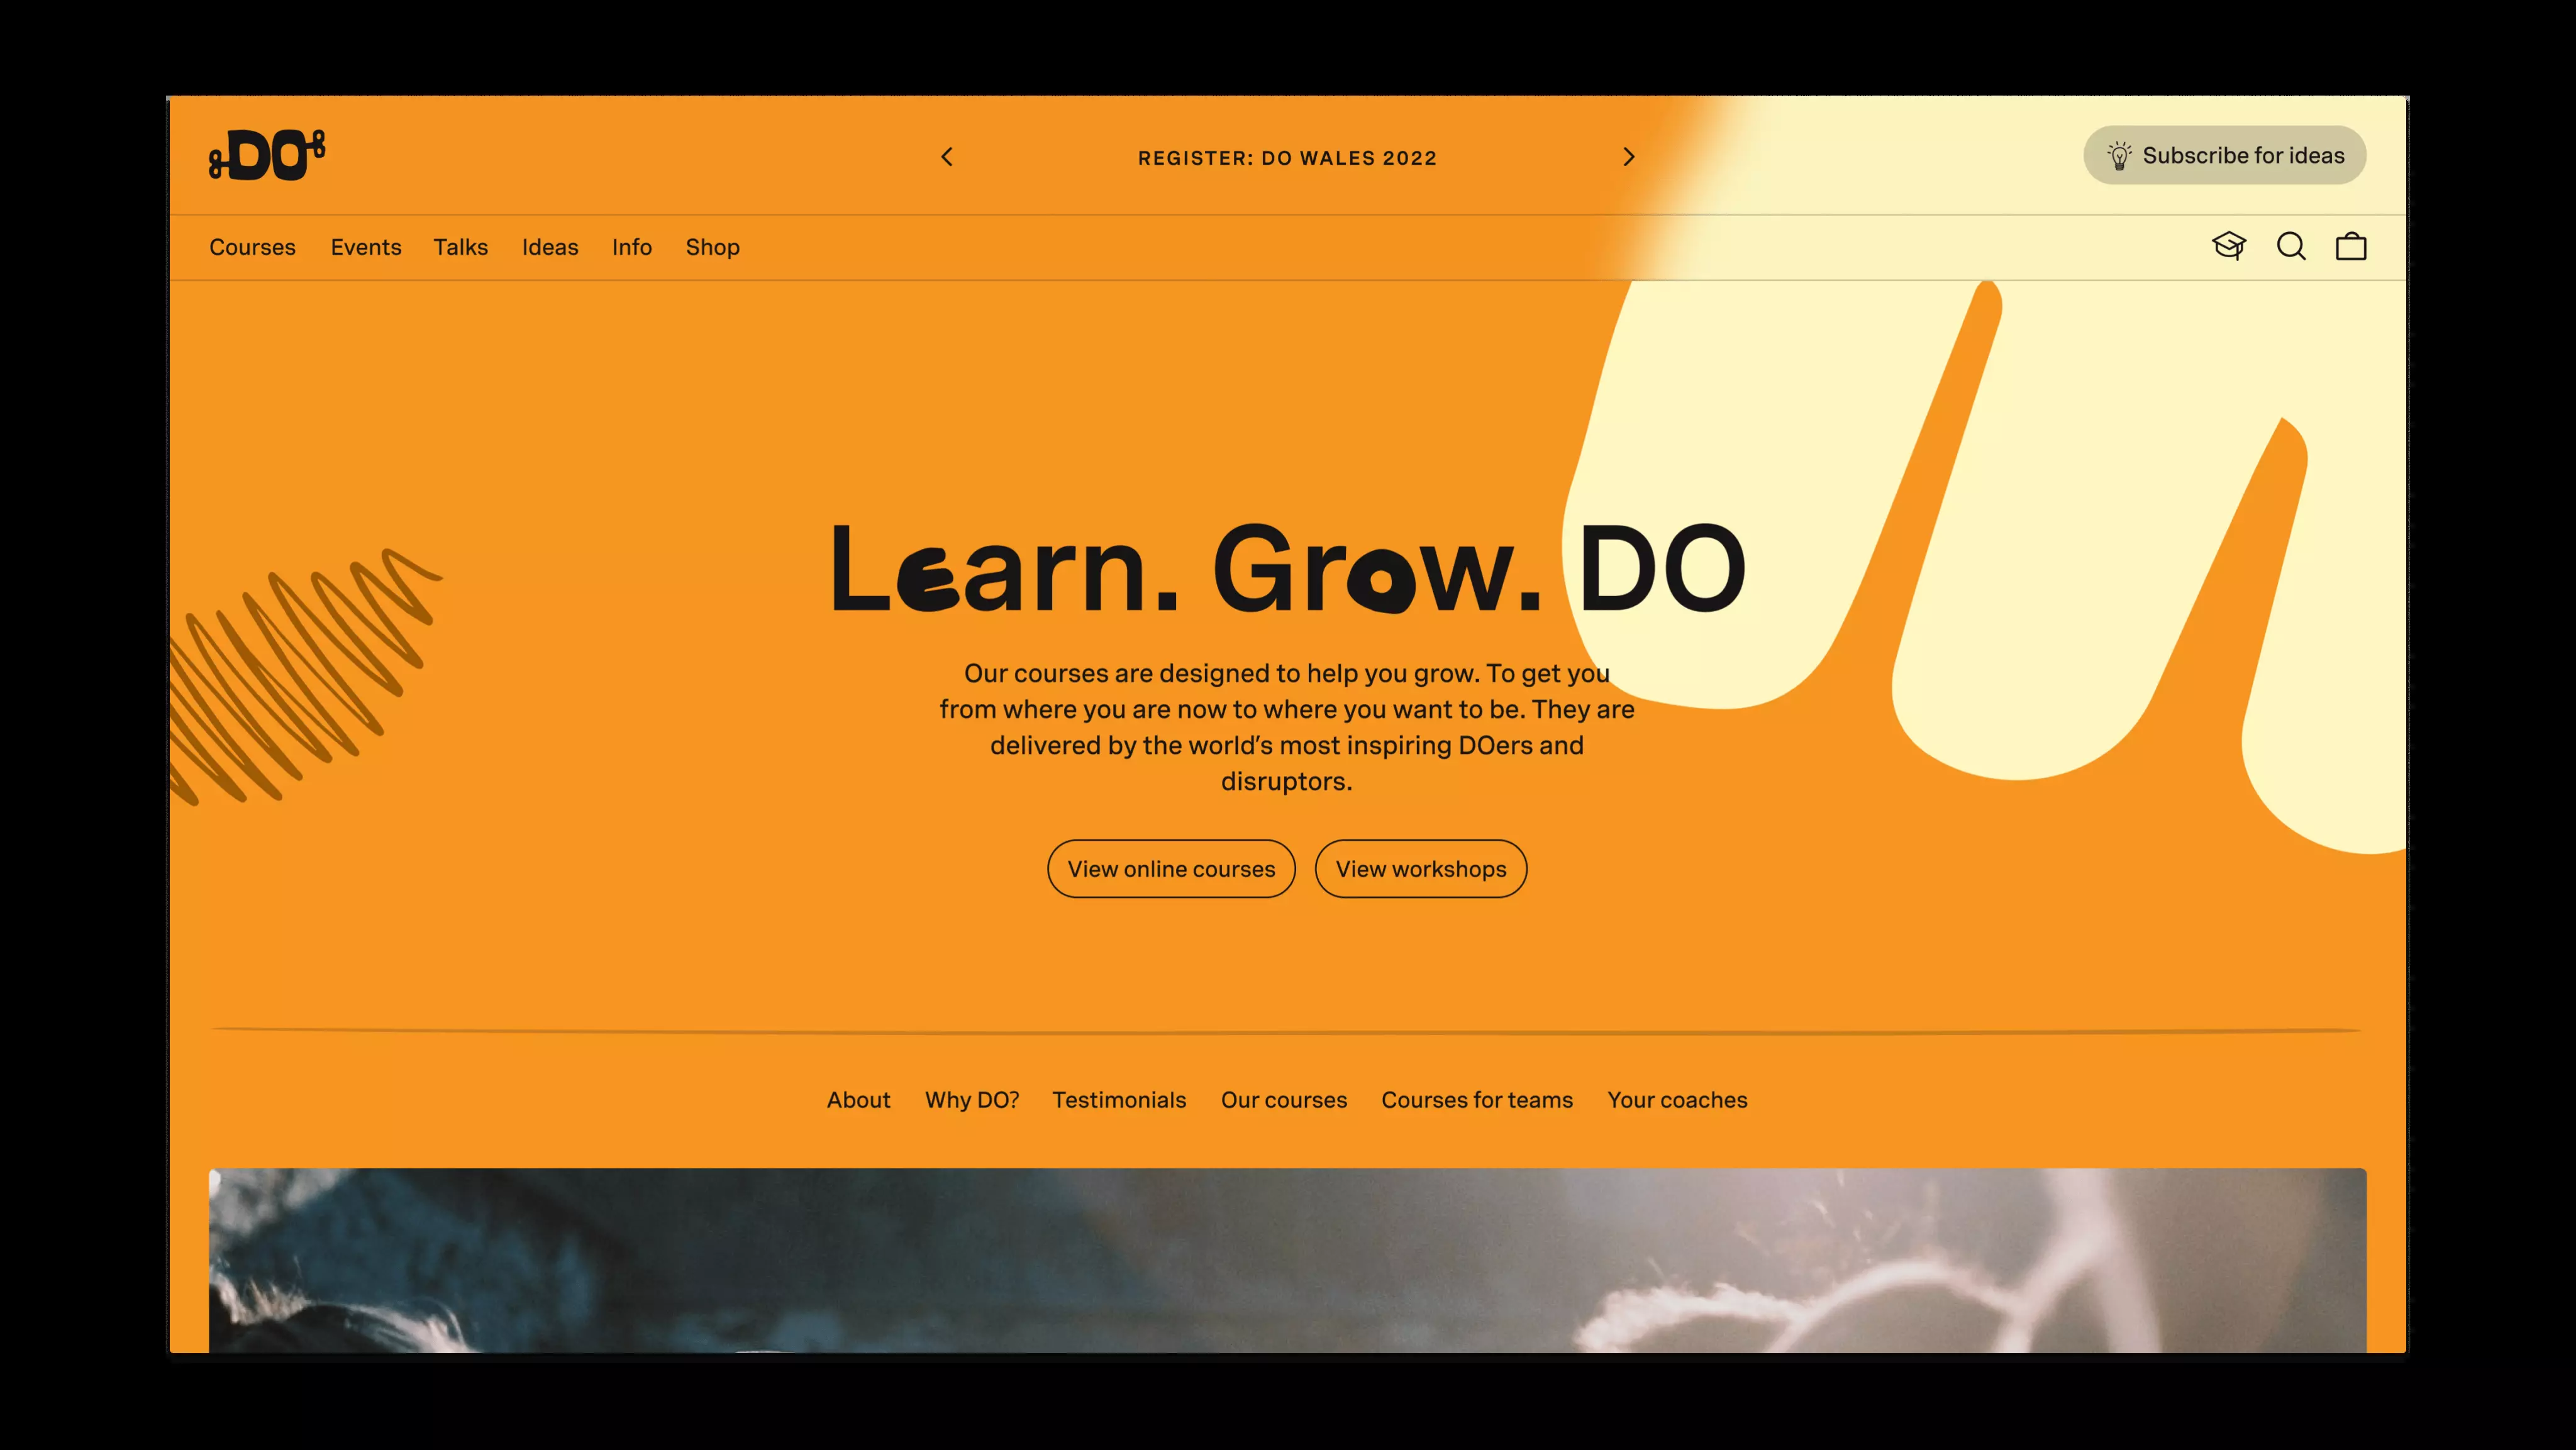 DO
REGISTER: DO WALES 2022
Subscribe for ideas
Courses Events Talks Ideas Info Shop
Learn. Grow. DO
Our courses are designed to help you grow. To get you
from where you are now to where you want to be. They are
delivered by the world's most inspiring DOers and
disruptors.
View online courses View workshops
About Why DO? Testimonials Our courses Courses for teams Your coaches